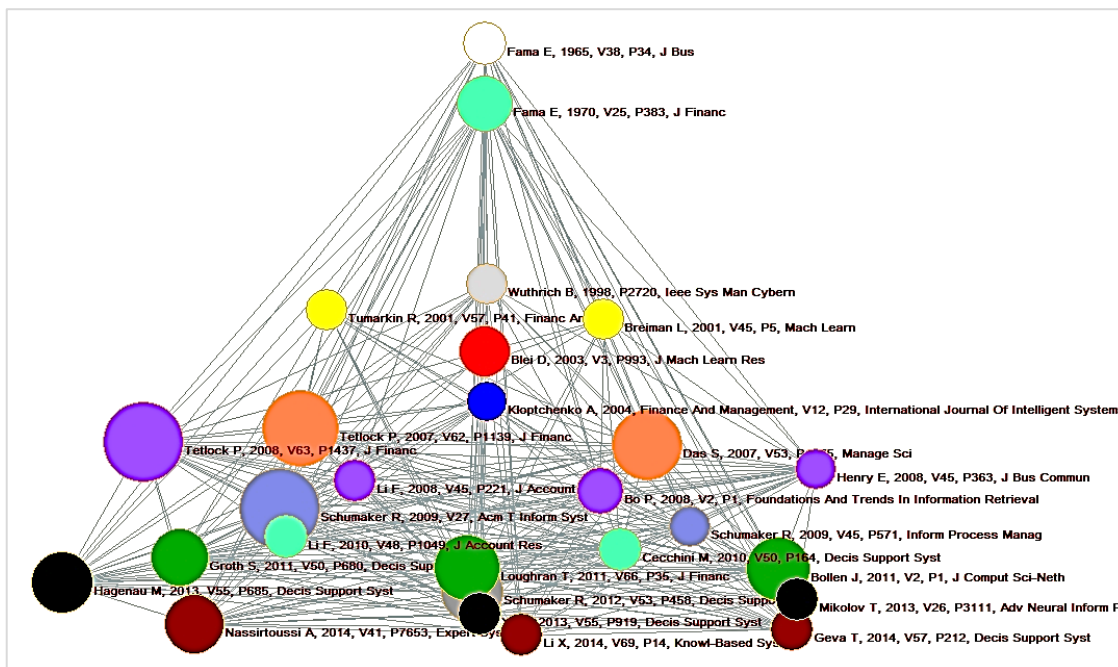 Fama E, 1965, V38, P34, J Bus
Fama E, 1970, V25, P383, J Financ
Wuthrich B, 1998, P2720, Ieee Sys Man Cybern
Tumarkin R, 2001, V57, P41, Financ
Breiman L, 2001, V45, P5, Mach Learn
Blei D, 2003, V3, P993, J Mach Learn Res
Kloptchenko A, 2004, Finance And Management, V12, P29, International Journal Of Intelligent System
Tetlock P, 2007, V62, P1139, J Financ
Tetlock P, 2008, V63, P1437, J Financ
Das S, 2007, V53, Manage Sci
Henry E, 2008, V45, P363, J Bus Commun
Li F, 2008, V45, P221, J Account
Bo P, 2008, V2, P1, Foundations And Trends In Information Retrieval
Schumaker R, 2009, V27, Acm T Inform Syst
Schumaker R, 2009, V45, P571, Inform Process Manag
Li F, 2010, V48, P1049, J Account Res
Cecchini M, 2010, V50, P164, Decis Support Syst
Groth S, 2011, V50, P680, Decis Sup
Loughran T, 2011, V66, P35, J Financ
Bollen J, 2011, V2, P1, J Comput Sci-Neth
Hagenau M, 2013, V55, P685, Decis Support Syst
Schumaker R, 2012, V53, P458, Decis Supp
Mikolov T, 2013, V26, P3111, Adv Neural Inform P
2013, V55, P919, Decis Support Syst
Nassirtoussi A, 2014, V41, P7653, Expert
Li X, 2014, V69, P14, Knowl-Based Sys
Geva T, 2014, V57, P212, Decis Support Syst